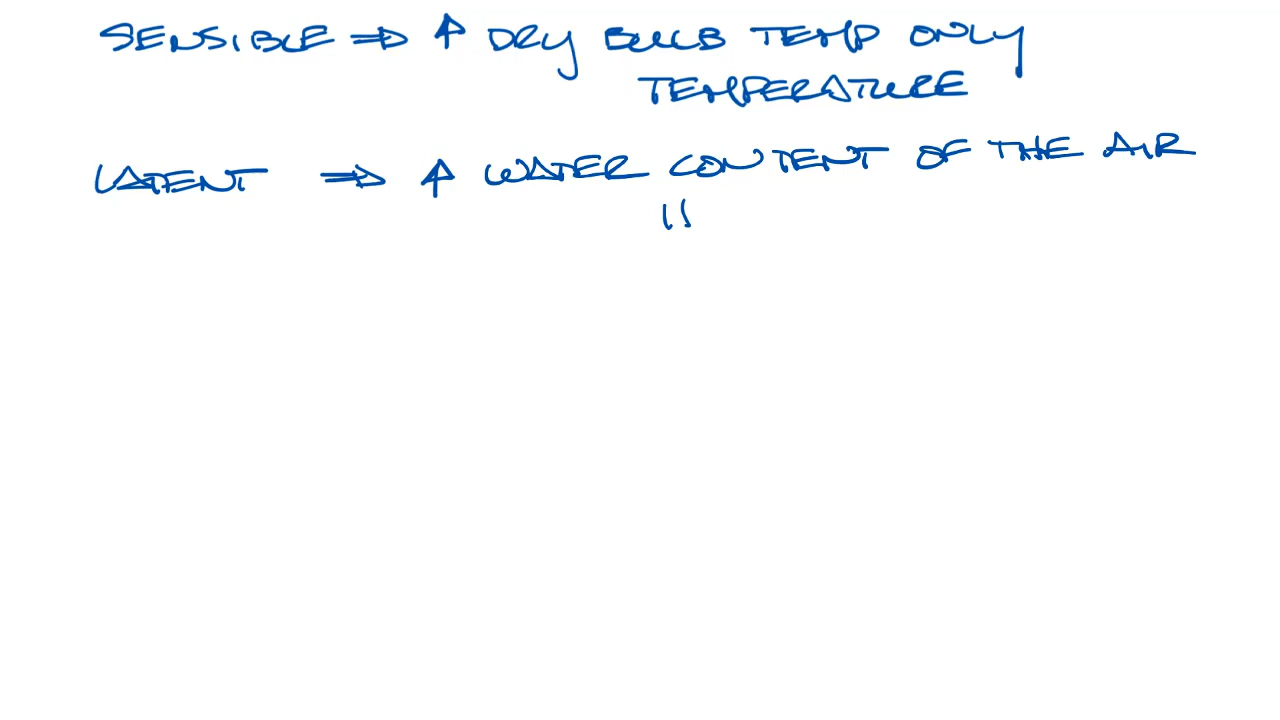 SENSIBLE ⇒ ↑ DRY BULB TEMP ONLY
TEMPERATURE
LATENT ⇒ ↑ WATER CONTENT OF THE AIR